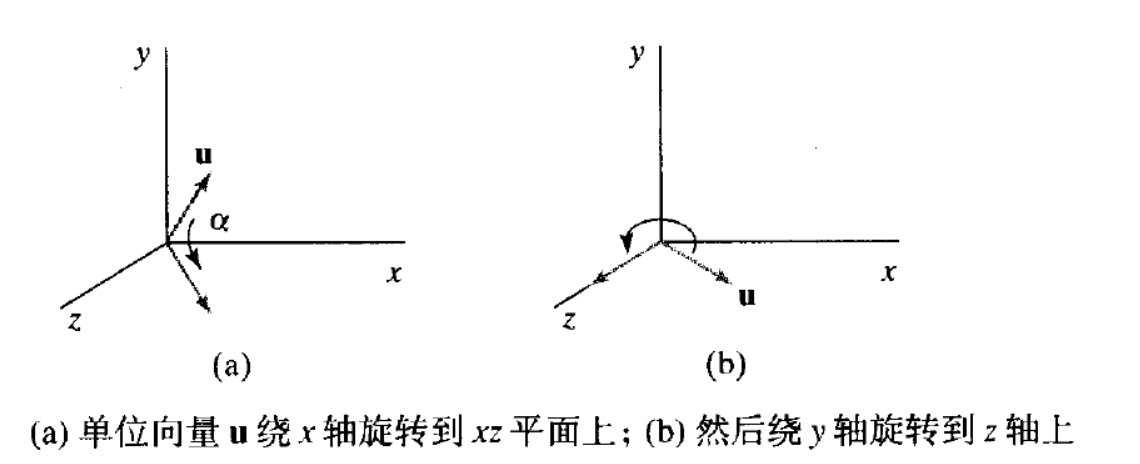 y
u
α
x
z
(a)
y
x
u
z
(b)
(a) 单位向量 u 绕 x 轴旋转到 xz 平面上; (b) 然后绕 y 轴旋转到 z 轴上